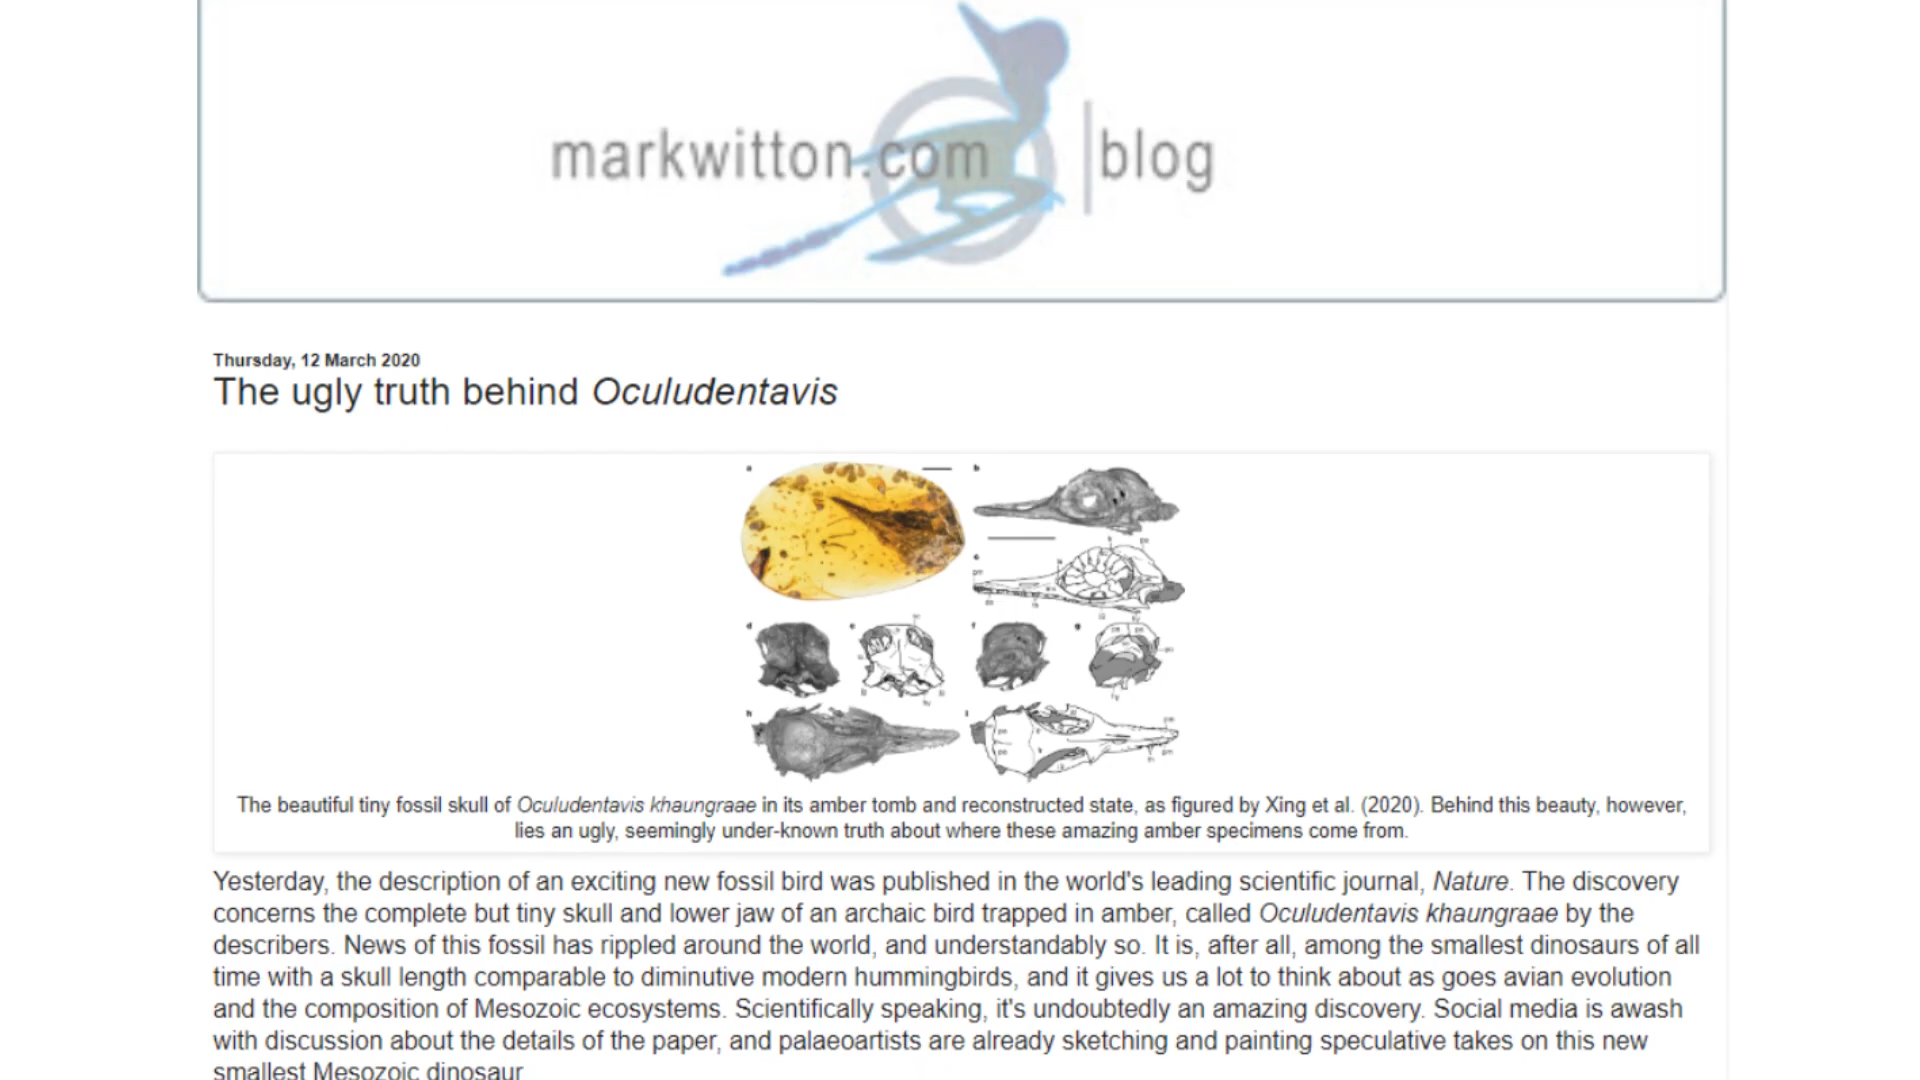 markwitton.com | blog
Thursday, 12 March 2020
The ugly truth behind Oculudentavis
a
b
c
d
e
f
g
h
i
The beautiful tiny fossil skull of Oculudentavis khaungraae in its amber tomb and reconstructed state, as figured by Xing et al. (2020). Behind this beauty, however,
lies an ugly, seemingly under-known truth about where these amazing amber specimens come from.
Yesterday, the description of an exciting new fossil bird was published in the world's leading scientific journal, Nature. The discovery
concerns the complete but tiny skull and lower jaw of an archaic bird trapped in amber, called Oculudentavis khaungraae by the
describers. News of this fossil has rippled around the world, and understandably so. It is, after all, among the smallest dinosaurs of all
time with a skull length comparable to diminutive modern hummingbirds, and it gives us a lot to think about as goes avian evolution
and the composition of Mesozoic ecosystems. Scientifically speaking, it's undoubtedly an amazing discovery. Social media is awash
with discussion about the details of the paper, and palaeoartists are already sketching and painting speculative takes on this new
smallest Mesozoic dinosaur